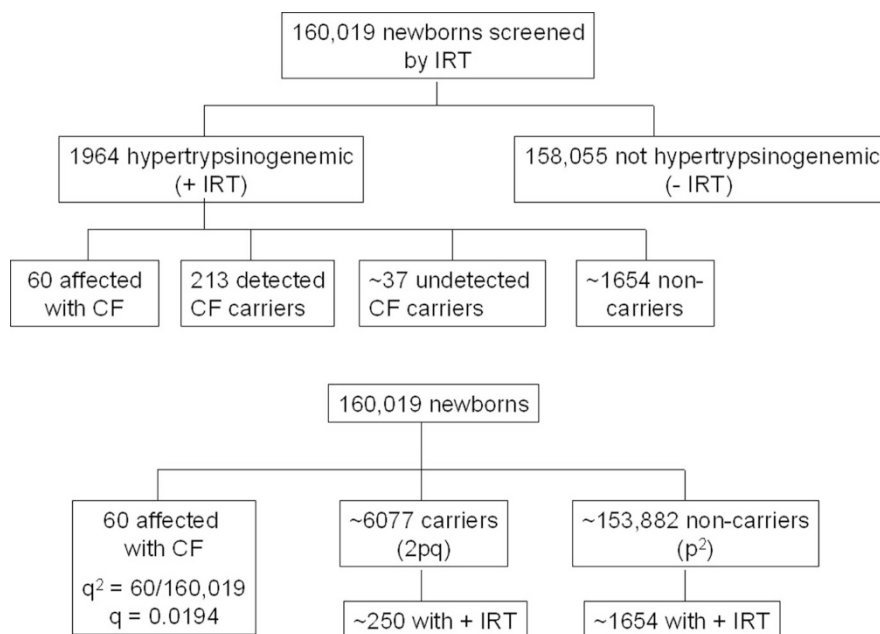 160,019 newborns screened
by IRT
1964 hypertrypsinogenemic
(+ IRT)
158,055 not hypertrypsinogenemic
(- IRT)
60 affected
with CF
213 detected
CF carriers
~37 undetected
CF carriers
~1654 non-
carriers
160,019 newborns
60 affected
with CF
q² = 60/160,019
q = 0.0194
~6077 carriers
(2pq)
~153,882 non-carriers
(p²)
~250 with + IRT
~1654 with + IRT